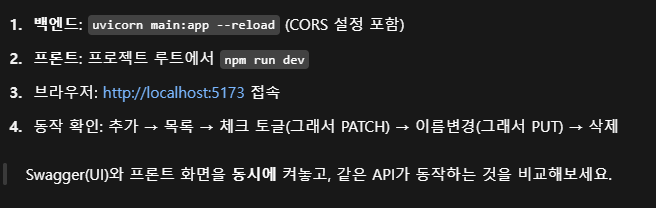 1. 백엔드: uvicorn main:app --reload (CORS 설정 포함)
2. 프론트: 프로젝트 루트에서 npm run dev
3. 브라우저: http://localhost:5173 접속
4. 동작 확인: 추가 → 목록 → 체크 토글(그래서 PATCH) → 이름변경(그래서 PUT) → 삭제
Swagger(UI)와 프론트 화면을 동시에 켜놓고, 같은 API가 동작하는 것을 비교해보세요.